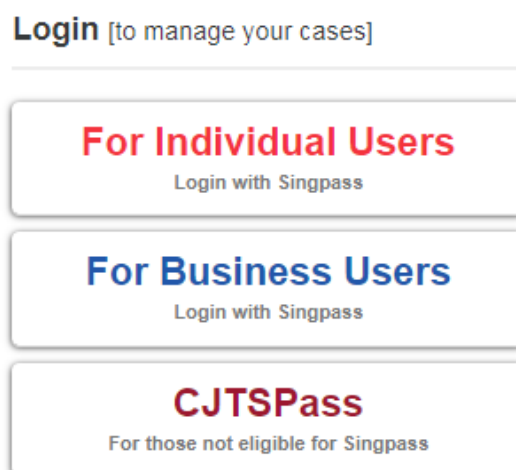 Login [to manage your cases]
For Individual Users
Login with Singpass
For Business Users
Login with Singpass
CJTSPass
For those not eligible for Singpass